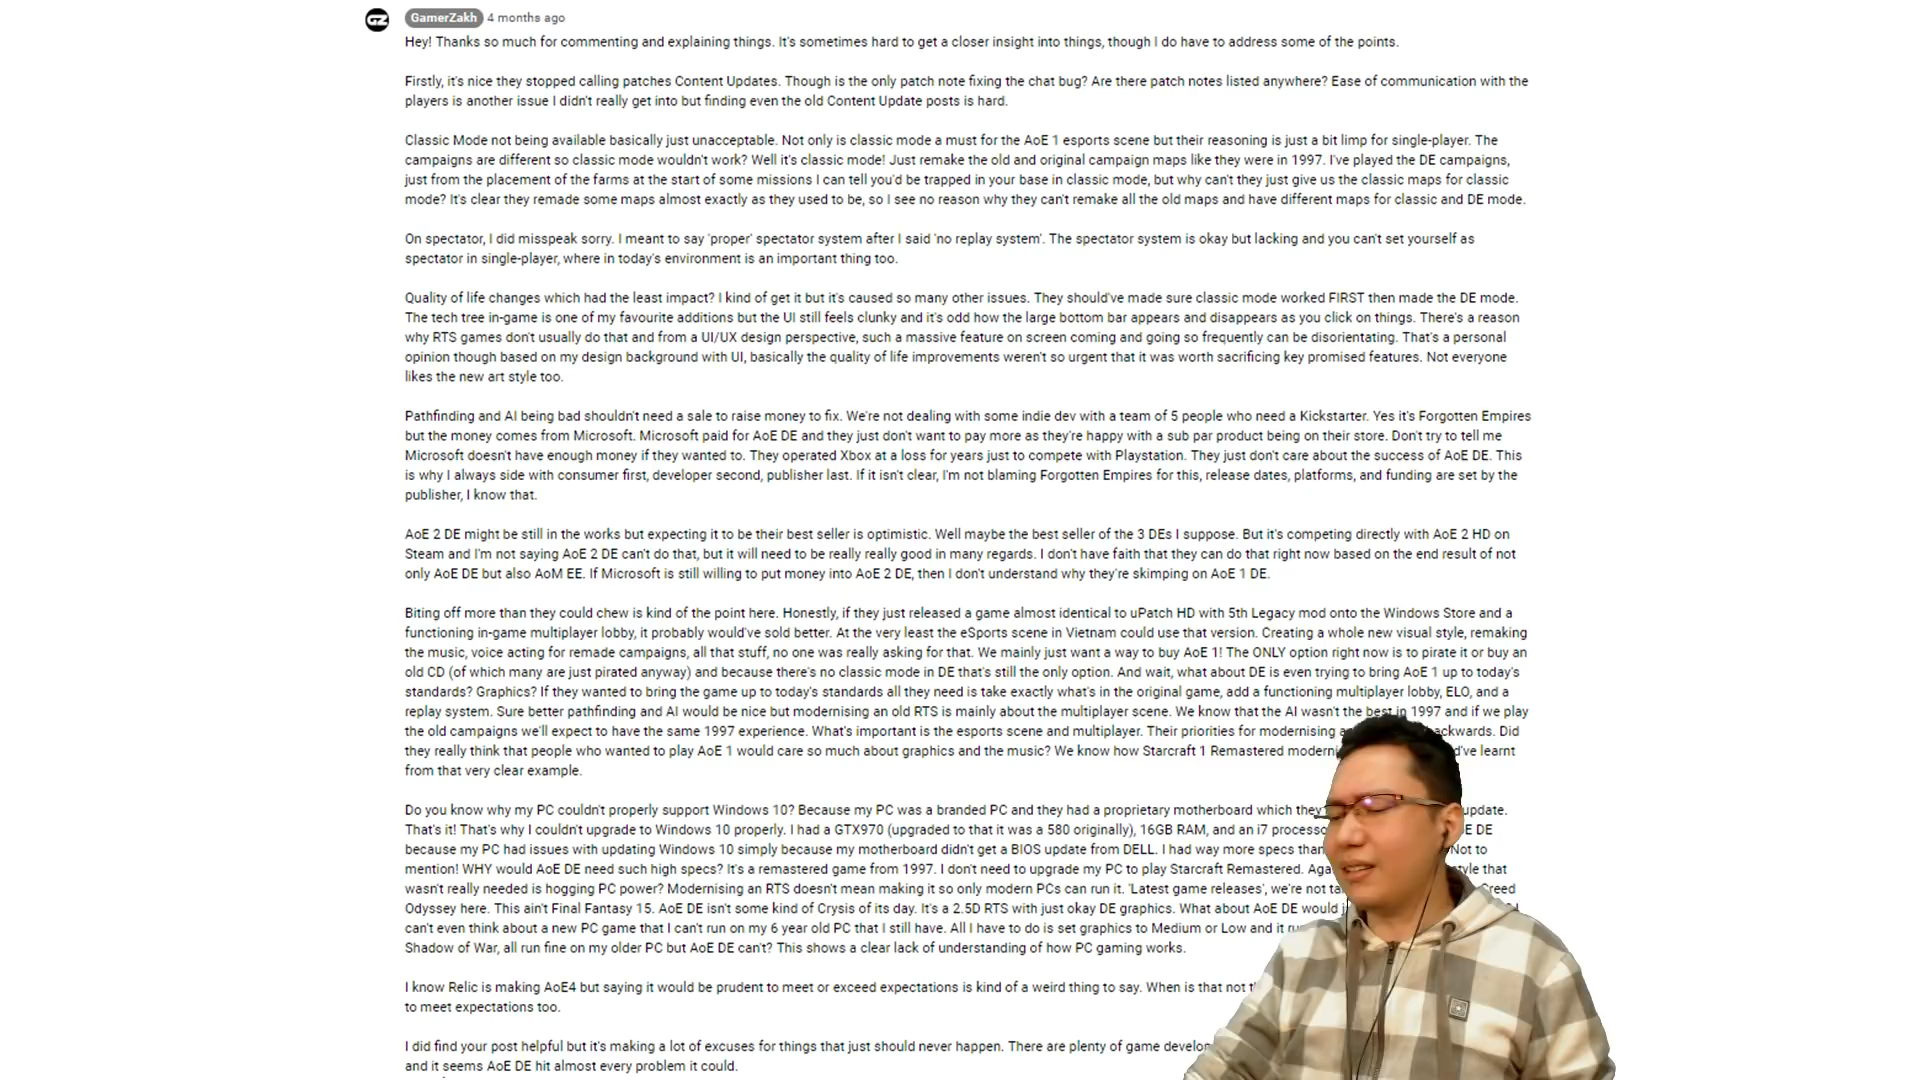 GZ
GamerZakh 4 months ago
Hey! Thanks so much for commenting and explaining things. It's sometimes hard to get a closer insight into things, though I do have to address some of the points.
Firstly, it's nice they stopped calling patches Content Updates. Though is the only patch note fixing the chat bug? Are there patch notes listed anywhere? Ease of communication with the
players is another issue I didn't really get into but finding even the old Content Update posts is hard.
Classic Mode not being available basically just unacceptable. Not only is classic mode a must for the AoE 1 esports scene but their reasoning is just a bit limp for single-player. The
campaigns are different so classic mode wouldn't work? Well it's classic mode! Just remake the old and original campaign maps like they were in 1997. I've played the DE campaigns,
just from the placement of the farms at the start of some missions I can tell you'd be trapped in your base in classic mode, but why can't they just give us the classic maps for classic
mode? It's clear they remade some maps almost exactly as they used to be, so I see no reason why they can't remake all the old maps and have different maps for classic and DE mode.
On spectator, I did misspeak sorry. I meant to say 'proper' spectator system after I said 'no replay system'. The spectator system is okay but lacking and you can't set yourself as
spectator in single-player, where in today's environment is an important thing too.
Quality of life changes which had the least impact? I kind of get it but it's caused so many other issues. They should've made sure classic mode worked FIRST then made the DE mode.
The tech tree in-game is one of my favourite additions but the UI still feels clunky and it's odd how the large bottom bar appears and disappears as you click on things. There's a reason
why RTS games don't usually do that and from a UI/UX design perspective, such a massive feature on screen coming and going so frequently can be disorientating. That's a personal
opinion though based on my design background with UI, basically the quality of life improvements weren't so urgent that it was worth sacrificing key promised features. Not everyone
likes the new art style too.
Pathfinding and AI being bad shouldn't need a sale to raise money to fix. We're not dealing with some indie dev with a team of 5 people who need a Kickstarter. Yes it's Forgotten Empires
but the money comes from Microsoft. Microsoft paid for AoE DE and they just don't want to pay more as they're happy with a sub par product being on their store. Don't try to tell me
Microsoft doesn't have enough money if they wanted to. They operated Xbox at a loss for years just to compete with Playstation. They just don't care about the success of AoE DE. This
is why I always side with consumer first, developer second, publisher last. If it isn't clear, I'm not blaming Forgotten Empires for this, release dates, platforms, and funding are set by the
publisher, I know that.
AoE 2 DE might be still in the works but expecting it to be their best seller is optimistic. Well maybe the best seller of the 3 DEs I suppose. But it's competing directly with AoE 2 HD on
Steam and I'm not saying AoE 2 DE can't do that, but it will need to be really really good in many regards. I don't have faith that they can do that right now based on the end result of not
only AoE DE but also AoM EE. If Microsoft is still willing to put money into AoE 2 DE, then I don't understand why they're skimping on AoE 1 DE.
Biting off more than they could chew is kind of the point here. Honestly, if they just released a game almost identical to uPatch HD with 5th Legacy mod onto the Windows Store and a
functioning in-game multiplayer lobby, it probably would've sold better. At the very least the eSports scene in Vietnam could use that version. Creating a whole new visual style, remaking
the music, voice acting for remade campaigns, all that stuff, no one was really asking for that. We mainly just want a way to buy AoE 1! The ONLY option right now is to pirate it or buy an
old CD (of which many are just pirated anyway) and because there's no classic mode in DE that's still the only option. And wait, what about DE is even trying to bring AoE 1 up to today's
standards? Graphics? If they wanted to bring the game up to today's standards all they need is take exactly what's in the original game, add a functioning multiplayer lobby, ELO, and a
replay system. Sure better pathfinding and AI would be nice but modernising an old RTS is mainly about the multiplayer scene. We know that the AI wasn't the best in 1997 and if we play
the old campaigns we'll expect to have the same 1997 experience. What's important is the esports scene and multiplayer. Their priorities for modernising ackwards. Did
they really think that people who wanted to play AoE 1 would care so much about graphics and the music? We know how Starcraft 1 Remastered moderni d've learnt
from that very clear example.
Do you know why my PC couldn't properly support Windows 10? Because my PC was a branded PC and they had a proprietary motherboard which they update.
That's it! That's why I couldn't upgrade to Windows 10 properly. I had a GTX970 (upgraded to that it was a 580 originally), 16GB RAM, and an i7 processo E DE
because my PC had issues with updating Windows 10 simply because my motherboard didn't get a BIOS update from DELL. I had way more specs than Not to
mention! WHY would AoE DE need such high specs? It's a remastered game from 1997. I don't need to upgrade my PC to play Starcraft Remastered. Aga tyle that
wasn't really needed is hogging PC power? Modernising an RTS doesn't mean making it so only modern PCs can run it. 'Latest game releases', we're not ta Creed
Odyssey here. This ain't Final Fantasy 15. AoE DE isn't some kind of Crysis of its day. It's a 2.5D RTS with just okay DE graphics. What about AoE DE would I
can't even think about a new PC game that I can't run on my 6 year old PC that I still have. All I have to do is set graphics to Medium or Low and it ru
Shadow of War, all run fine on my older PC but AoE DE can't? This shows a clear lack of understanding of how PC gaming works.
I know Relic is making AoE4 but saying it would be prudent to meet or exceed expectations is kind of a weird thing to say. When is that not
to meet expectations too.
I did find your post helpful but it's making a lot of excuses for things that just should never happen. There are plenty of game develop
and it seems AoE DE hit almost every problem it could.